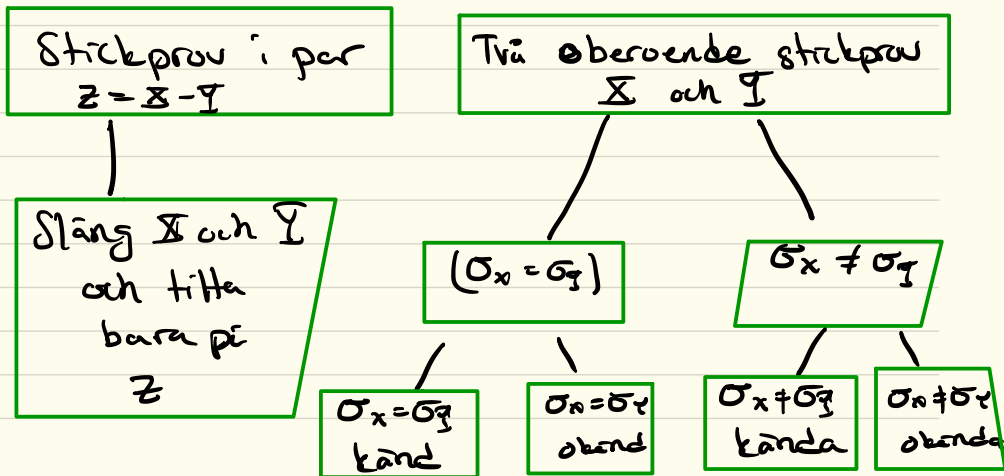 Stickprov i par
Z = X - Y
Två oberoende stickprov
X och Y
Släng X och Y
och titta
bara på
Z
(σx = σy)
σx ≠ σy
σx = σy
känd
σx = σy
okänd
σx ≠ σy
kända
σx ≠ σy
okända